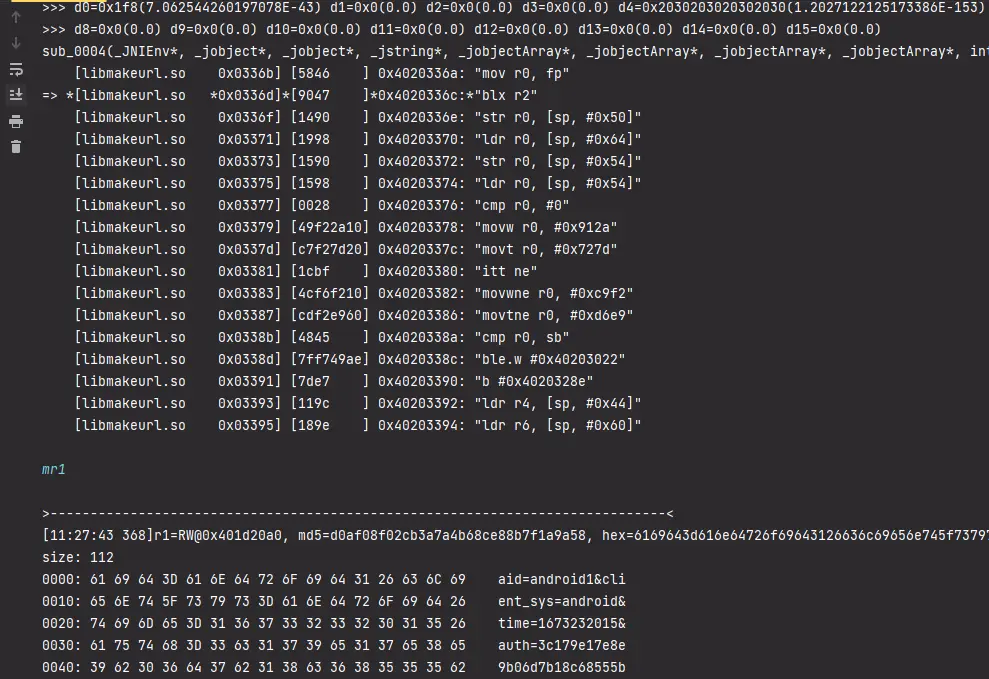 >>> d0=0x1f8(7.062544260197078E-43) d1=0x0(0.0) d2=0x0(0.0) d3=0x0(0.0) d4=0x2030203020302030(1.2027122125173386E-153)
>>> d8=0x0(0.0) d9=0x0(0.0) d10=0x0(0.0) d11=0x0(0.0) d12=0x0(0.0) d13=0x0(0.0) d14=0x0(0.0) d15=0x0(0.0)
sub_0004(_JNIEnv*, _jobject*, _jobject*, _jstring*, _jobjectArray*, _jobjectArray*, _jobjectArray*, _jobjectArray*, int
[libmakeurl.so 0x0336b] [5846 ] 0x4020336a: "mov r0, fp"
=> *[libmakeurl.so *0x0336d]*[9047 ]*0x4020336c:*"blx r2"
[libmakeurl.so 0x0336f] [1490 ] 0x4020336e: "str r0, [sp, #0x50]"
[libmakeurl.so 0x03371] [1998 ] 0x40203370: "ldr r0, [sp, #0x64]"
[libmakeurl.so 0x03373] [1590 ] 0x40203372: "str r0, [sp, #0x54]"
[libmakeurl.so 0x03375] [1598 ] 0x40203374: "ldr r0, [sp, #0x54]"
[libmakeurl.so 0x03377] [0028 ] 0x40203376: "cmp r0, #0"
[libmakeurl.so 0x03379] [49f22a10] 0x40203378: "movw r0, #0x912a"
[libmakeurl.so 0x0337d] [c7f27d20] 0x4020337c: "movt r0, #0x727d"
[libmakeurl.so 0x03381] [1cbf ] 0x40203380: "itt ne"
[libmakeurl.so 0x03383] [4cf6f210] 0x40203382: "movwne r0, #0xc9f2"
[libmakeurl.so 0x03387] [cdf2e960] 0x40203386: "movtne r0, #0xd6e9"
[libmakeurl.so 0x0338b] [4845 ] 0x4020338a: "cmp r0, sb"
[libmakeurl.so 0x0338d] [7ff749ae] 0x4020338c: "ble.w #0x40203022"
[libmakeurl.so 0x03391] [7de7 ] 0x40203390: "b #0x4020328e"
[libmakeurl.so 0x03393] [119c ] 0x40203392: "ldr r4, [sp, #0x44]"
[libmakeurl.so 0x03395] [189e ] 0x40203394: "ldr r6, [sp, #0x60]"
mr1
>-----------------------------------------------------------------------------<
[11:27:43 368]r1=RW@0x401d20a0, md5=d0af08f02cb3a7a4b68ce88b7f1a9a58, hex=6169643d616e64726f69643126636c69656e745f73797
size: 112
0000: 61 69 64 3D 61 6E 64 72 6F 69 64 31 26 63 6C 69 aid=android1&cli
0010: 65 6E 74 5F 73 79 73 3D 61 6E 64 72 6F 69 64 26 ent_sys=android&
0020: 74 69 6D 65 3D 31 36 37 33 32 33 32 30 31 35 26 time=1673232015&
0030: 61 75 74 68 3D 33 63 31 37 39 65 31 37 65 38 65 auth=3c179e17e8e
0040: 39 62 30 36 64 37 62 31 38 63 36 38 35 35 35 62 9b06d7b18c68555b